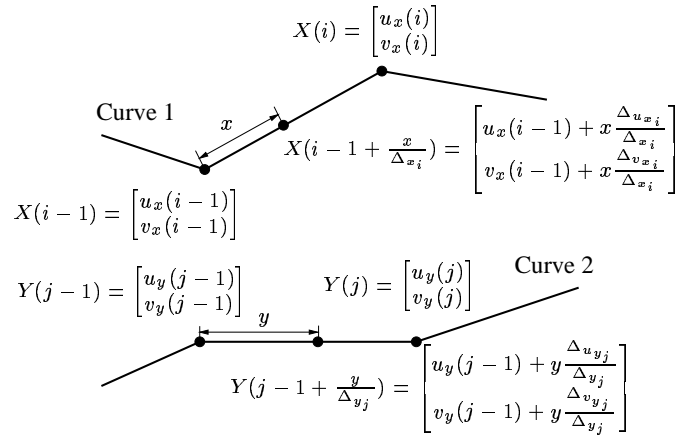 X(i) = [u_x(i) v_x(i)]
Curve 1
x
X(i − 1 + x/Δ_{x_i}) = [u_x(i − 1) + x Δ_{u_{x_i}}/Δ_{x_i} v_x(i − 1) + x Δ_{v_{x_i}}/Δ_{x_i}]
X(i − 1) = [u_x(i − 1) v_x(i − 1)]
Y(j − 1) = [u_y(j − 1) v_y(j − 1)]
Y(j) = [u_y(j) v_y(j)]
Curve 2
y
Y(j − 1 + y/Δ_{y_j}) = [u_y(j − 1) + y Δ_{u_{y_j}}/Δ_{y_j} v_y(j − 1) + y Δ_{v_{y_j}}/Δ_{y_j}]